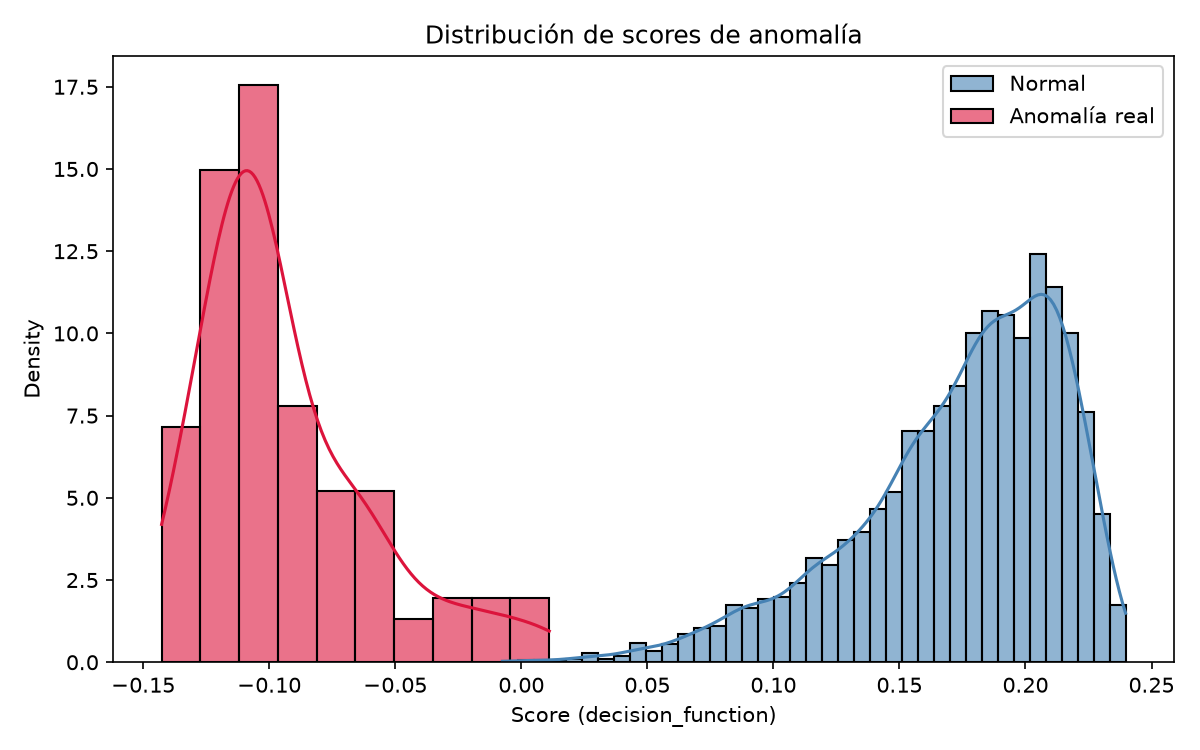 Distribución de scores de anomalía
Normal
Anomalía real
17.5
15.0
12.5
10.0
7.5
5.0
2.5
0.0
Density
−0.15 −0.10 −0.05 0.00 0.05 0.10 0.15 0.20 0.25
Score (decision_function)